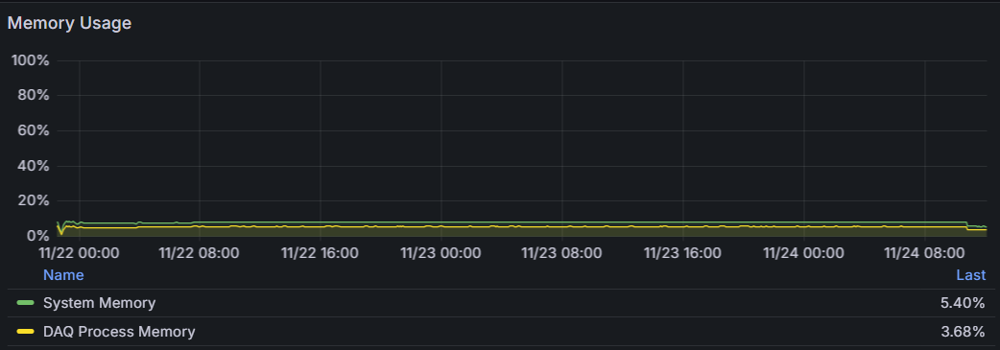 Memory Usage
100%
80%
60%
40%
20%
0%
11/22 00:00 11/22 08:00 11/22 16:00 11/23 00:00 11/23 08:00 11/23 16:00 11/24 00:00 11/24 08:00
Name Last
System Memory 5.40%
DAQ Process Memory 3.68%